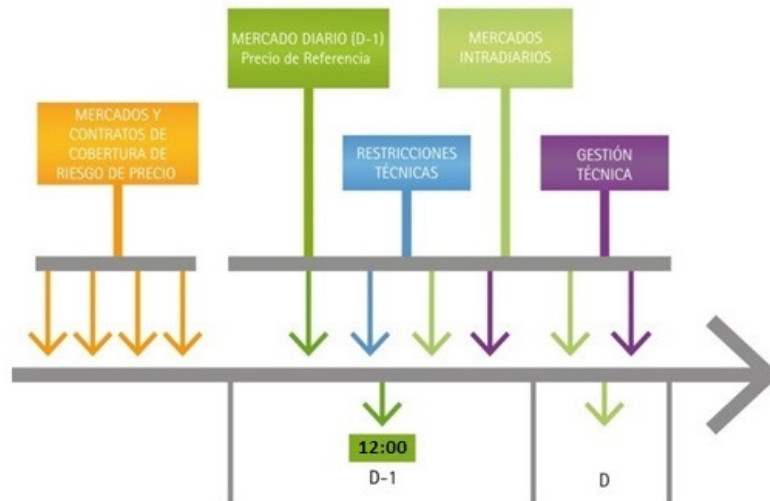 MERCADO DIARIO (D-1)
Precio de Referencia
MERCADOS
INTRADIARIOS
MERCADOS Y
CONTRATOS DE
COBERTURA DE
RIESGO DE PRECIO
RESTRICCIONES
TÉCNICAS
GESTIÓN
TÉCNICA
12:00
D-1
D